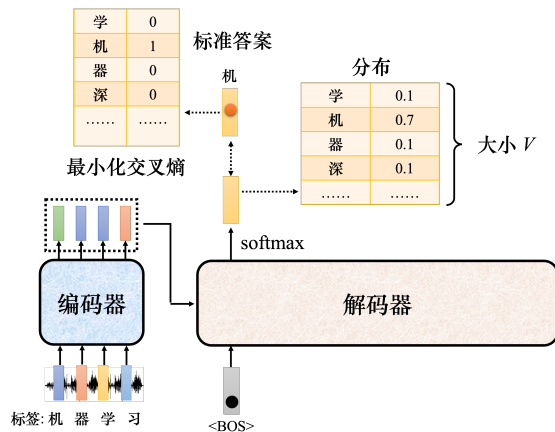 学 0
机 1
器 0
深 0
…… ……
标准答案
机
最小化交叉熵
分布
学 0.1
机 0.7
器 0.1
深 0.1
…… ……
大小 V
softmax
编码器
解码器
标签: 机 器 学 习
<BOS>